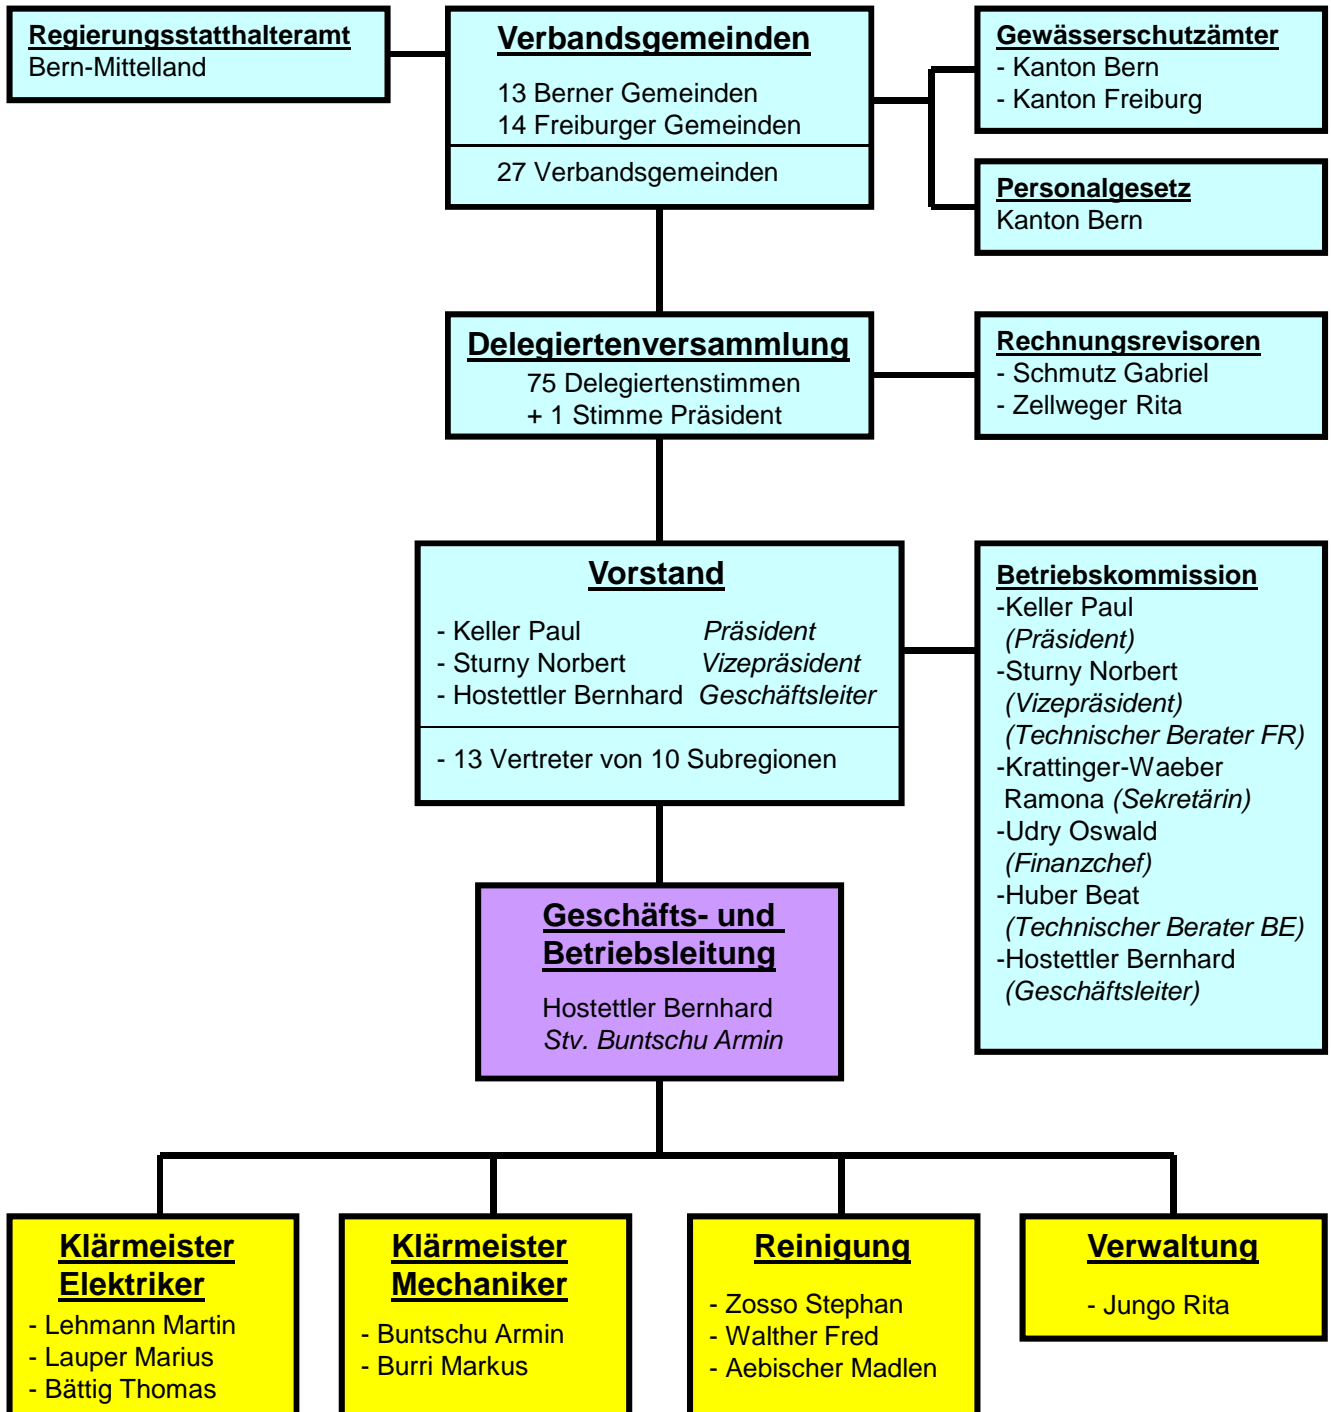 Regierungsstatthalteramt
Bern-Mittelland
Verbandsgemeinden
13 Berner Gemeinden
14 Freiburger Gemeinden
27 Verbandsgemeinden
Gewässerschutzämter
- Kanton Bern
- Kanton Freiburg
Personalgesetz
Kanton Bern
Delegiertenversammlung
75 Delegiertenstimmen
+ 1 Stimme Präsident
Rechnungsrevisoren
- Schmutz Gabriel
- Zellweger Rita
Vorstand
- Keller Paul Präsident
- Sturny Norbert Vizepräsident
- Hostettler Bernhard Geschäftsleiter
- 13 Vertreter von 10 Subregionen
Betriebskommission
-Keller Paul
(Präsident)
-Sturny Norbert
(Vizepräsident)
(Technischer Berater FR)
-Krattinger-Waeber
Ramona (Sekretärin)
-Udry Oswald
(Finanzchef)
-Huber Beat
(Technischer Berater BE)
-Hostettler Bernhard
(Geschäftsleiter)
Geschäfts- und
Betriebsleitung
Hostettler Bernhard
Stv. Buntschu Armin
Klärmeister
Elektriker
- Lehmann Martin
- Lauper Marius
- Bättig Thomas
Klärmeister
Mechaniker
- Buntschu Armin
- Burri Markus
Reinigung
- Zosso Stephan
- Walther Fred
- Aebischer Madlen
Verwaltung
- Jungo Rita